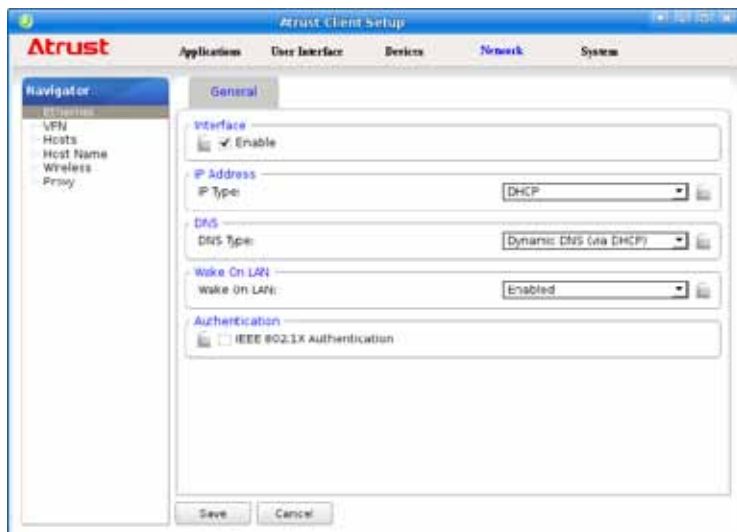 Atrust Client Setup
Atrust
Applications User Interface Devices Network System
Navigator
Ethernet
VPN
Hosts
Host Name
Wireless
Proxy
General
Interface
Enable
IP Address
IP Type: DHCP
DNS
DNS Type: Dynamic DNS (via DHCP)
Wake On LAN
Wake On LAN: Enabled
Authentication
IEEE 802.1X Authentication
Save Cancel